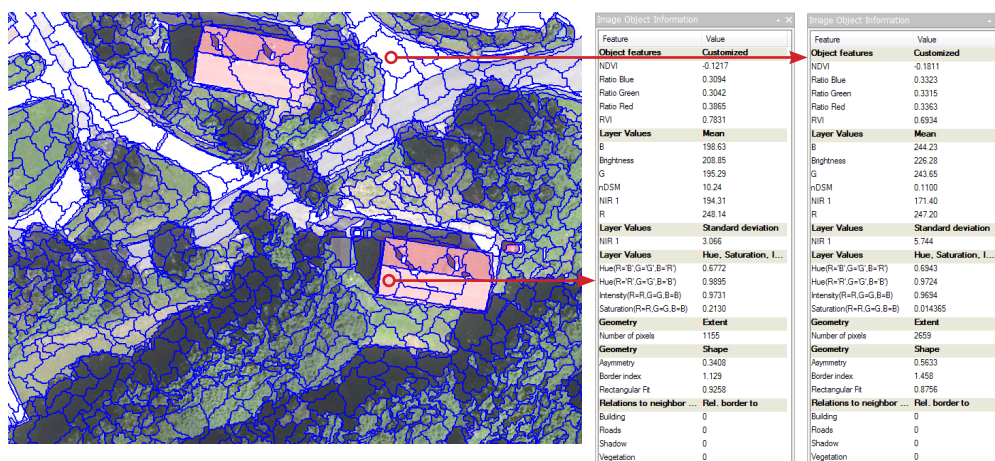 Image Object Information
Feature Value
Object features Customized
NDVI -0.1217
Ratio Blue 0.3094
Ratio Green 0.3042
Ratio Red 0.3865
RVI 0.7831
Layer Values Mean
B 198.63
Brightness 208.85
G 195.29
nDSM 10.24
NIR 1 194.31
R 248.14
Layer Values Standard deviation
NIR 1 3.066
Layer Values Hue, Saturation, I...
Hue(R='B',G='G',B='R') 0.6772
Hue(R='R',G='G',B='B') 0.9895
Intensity(R=R,G=G,B=B) 0.9731
Saturation(R=R,G=G,B=B) 0.2130
Geometry Extent
Number of pixels 1155
Geometry Shape
Asymmetry 0.3408
Border index 1.129
Rectangular Fit 0.9258
Relations to neighbor ... Rel. border to
Building 0
Roads 0
Shadow 0
Vegetation 0
Image Object Information
Feature Value
Object features Customized
NDVI -0.1811
Ratio Blue 0.3323
Ratio Green 0.3315
Ratio Red 0.3363
RVI 0.6934
Layer Values Mean
B 244.23
Brightness 226.28
G 243.65
nDSM 0.1100
NIR 1 171.40
R 247.20
Layer Values Standard deviation
NIR 1 5.744
Layer Values Hue, Saturation, I...
Hue(R='B',G='G',B='R') 0.6943
Hue(R='R',G='G',B='B') 0.9724
Intensity(R=R,G=G,B=B) 0.9694
Saturation(R=R,G=G,B=B) 0.014365
Geometry Extent
Number of pixels 2659
Geometry Shape
Asymmetry 0.5633
Border index 1.458
Rectangular Fit 0.8756
Relations to neighbor ... Rel. border to
Building 0
Roads 0
Shadow 0
Vegetation 0